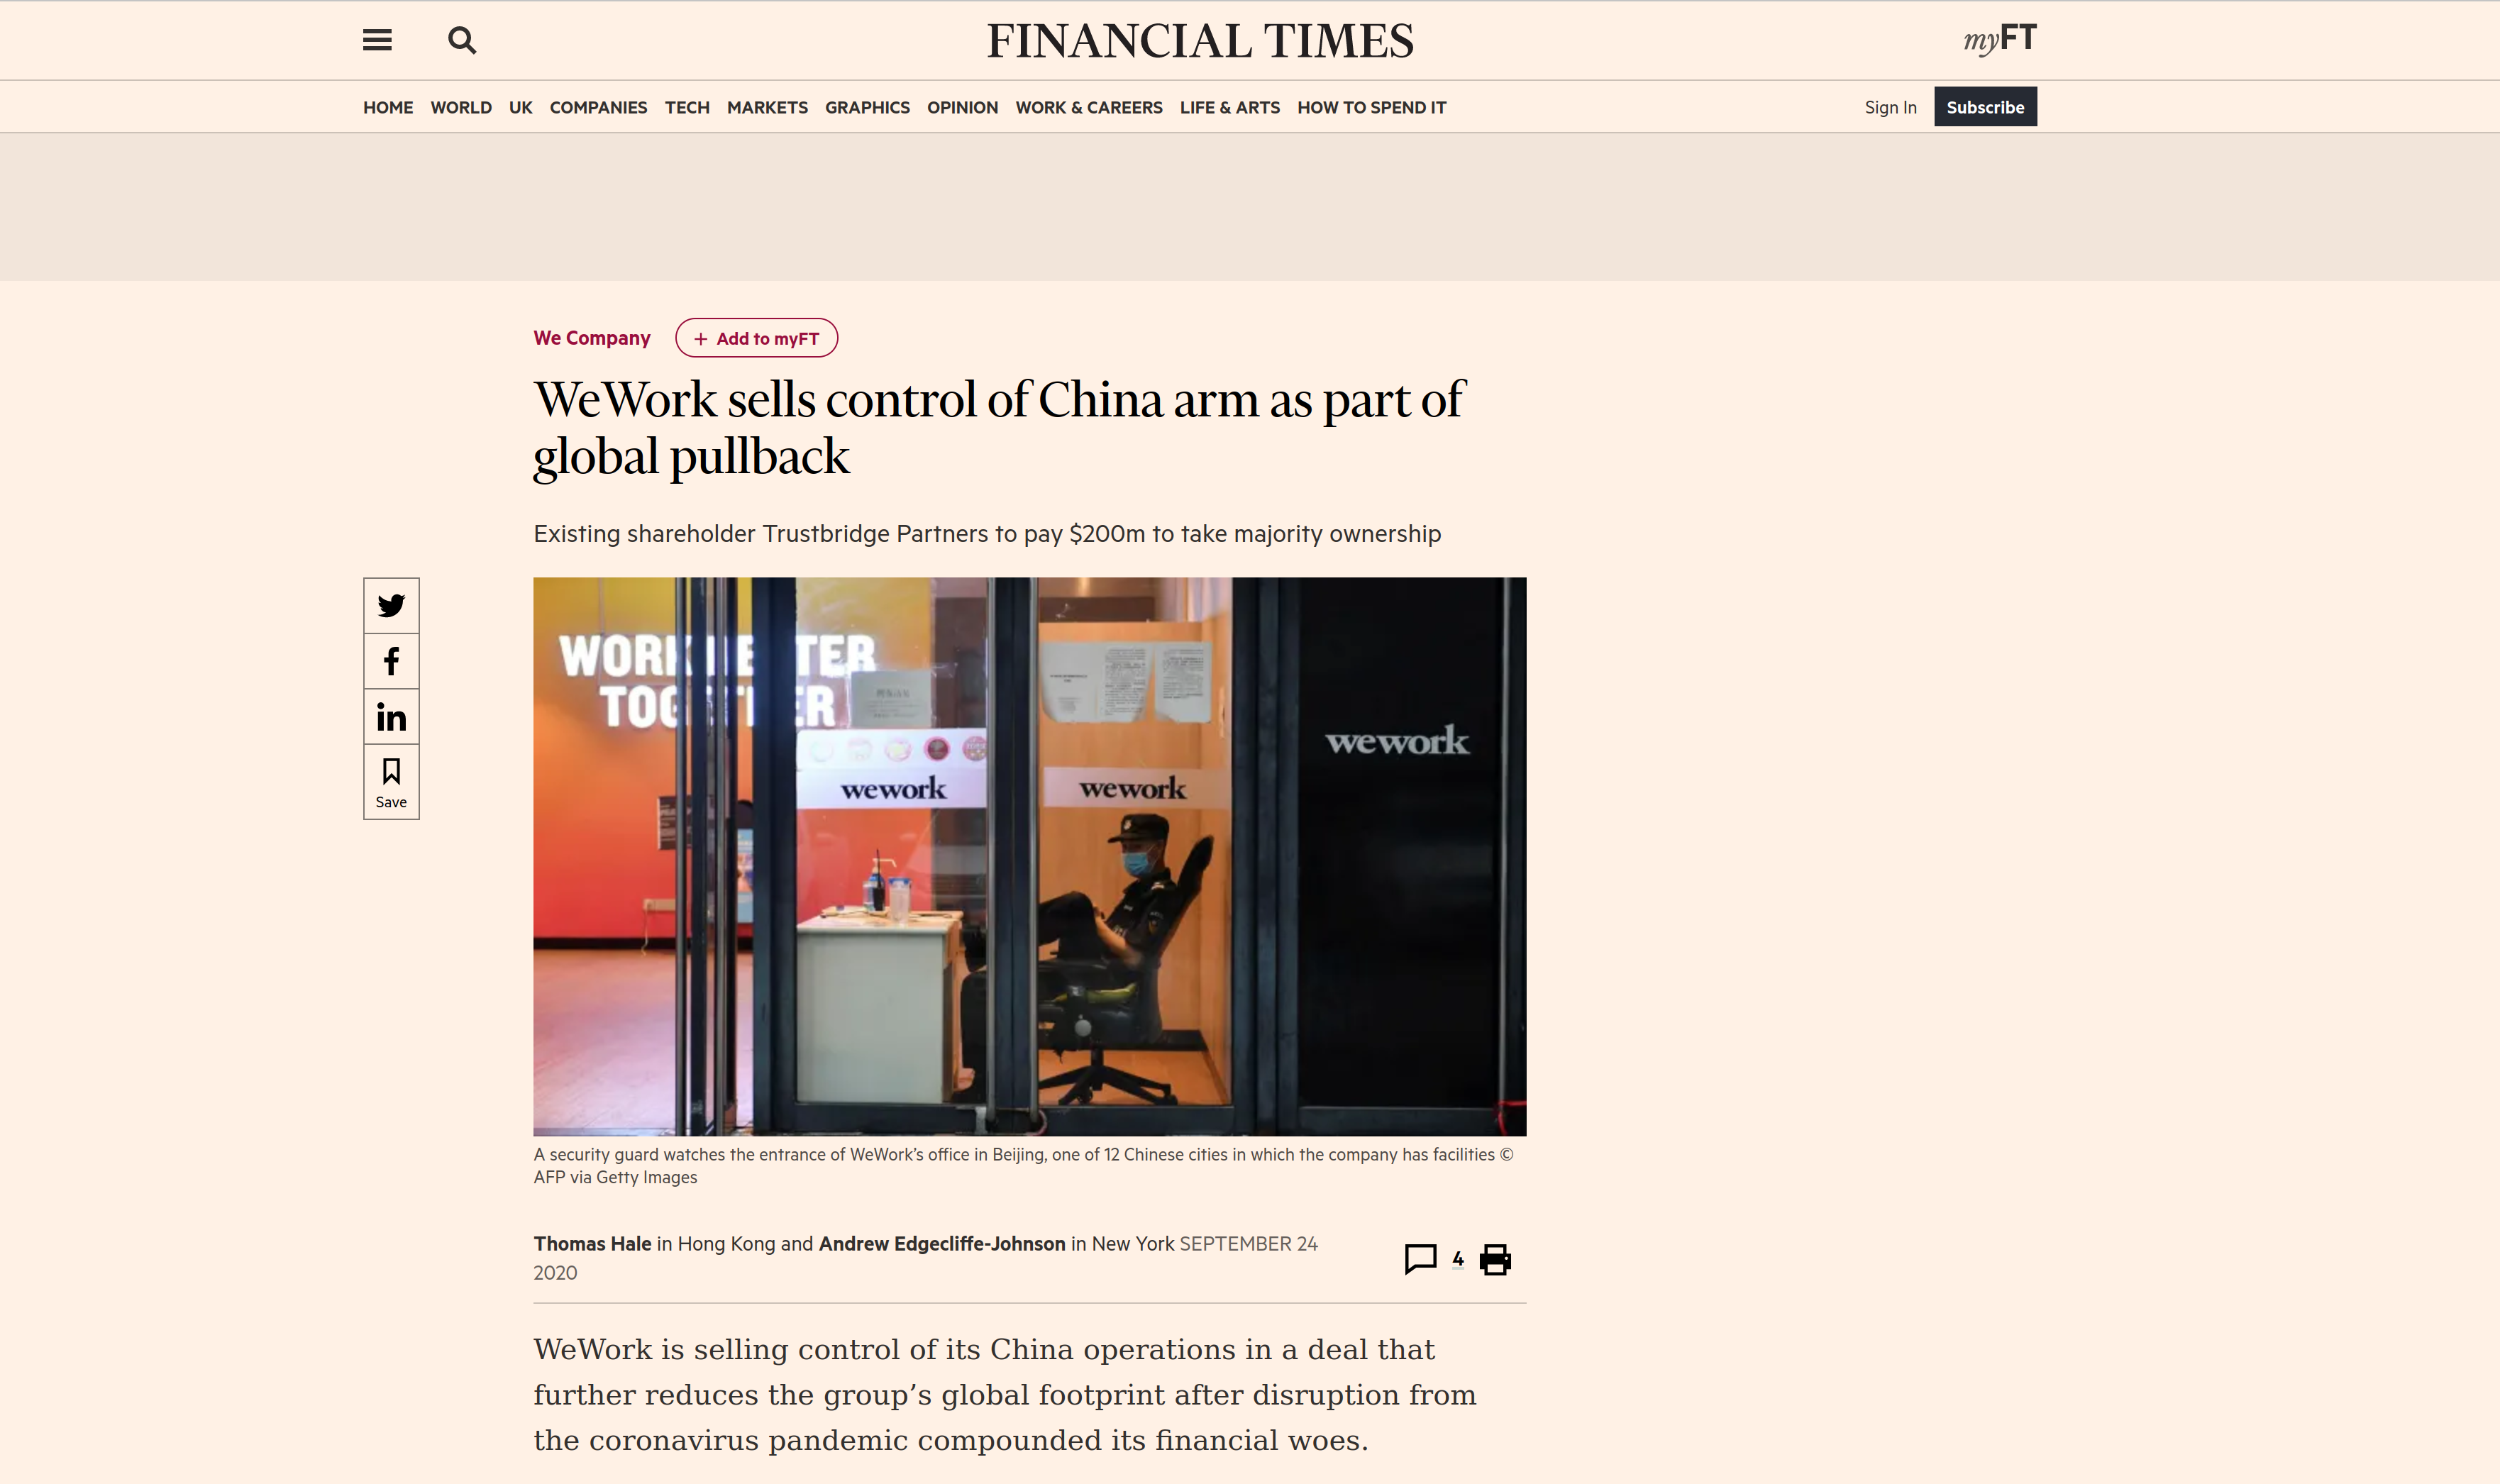 FINANCIAL TIMES
myFT
HOME WORLD UK COMPANIES TECH MARKETS GRAPHICS OPINION WORK & CAREERS LIFE & ARTS HOW TO SPEND IT
Sign In Subscribe
We Company + Add to myFT
WeWork sells control of China arm as part of
global pullback
Existing shareholder Trustbridge Partners to pay $200m to take majority ownership
Save
TOGETHER
wework
wework
wework
A security guard watches the entrance of WeWork’s office in Beijing, one of 12 Chinese cities in which the company has facilities ©
AFP via Getty Images
Thomas Hale in Hong Kong and Andrew Edgecliffe-Johnson in New York SEPTEMBER 24
2020
4
WeWork is selling control of its China operations in a deal that
further reduces the group’s global footprint after disruption from
the coronavirus pandemic compounded its financial woes.